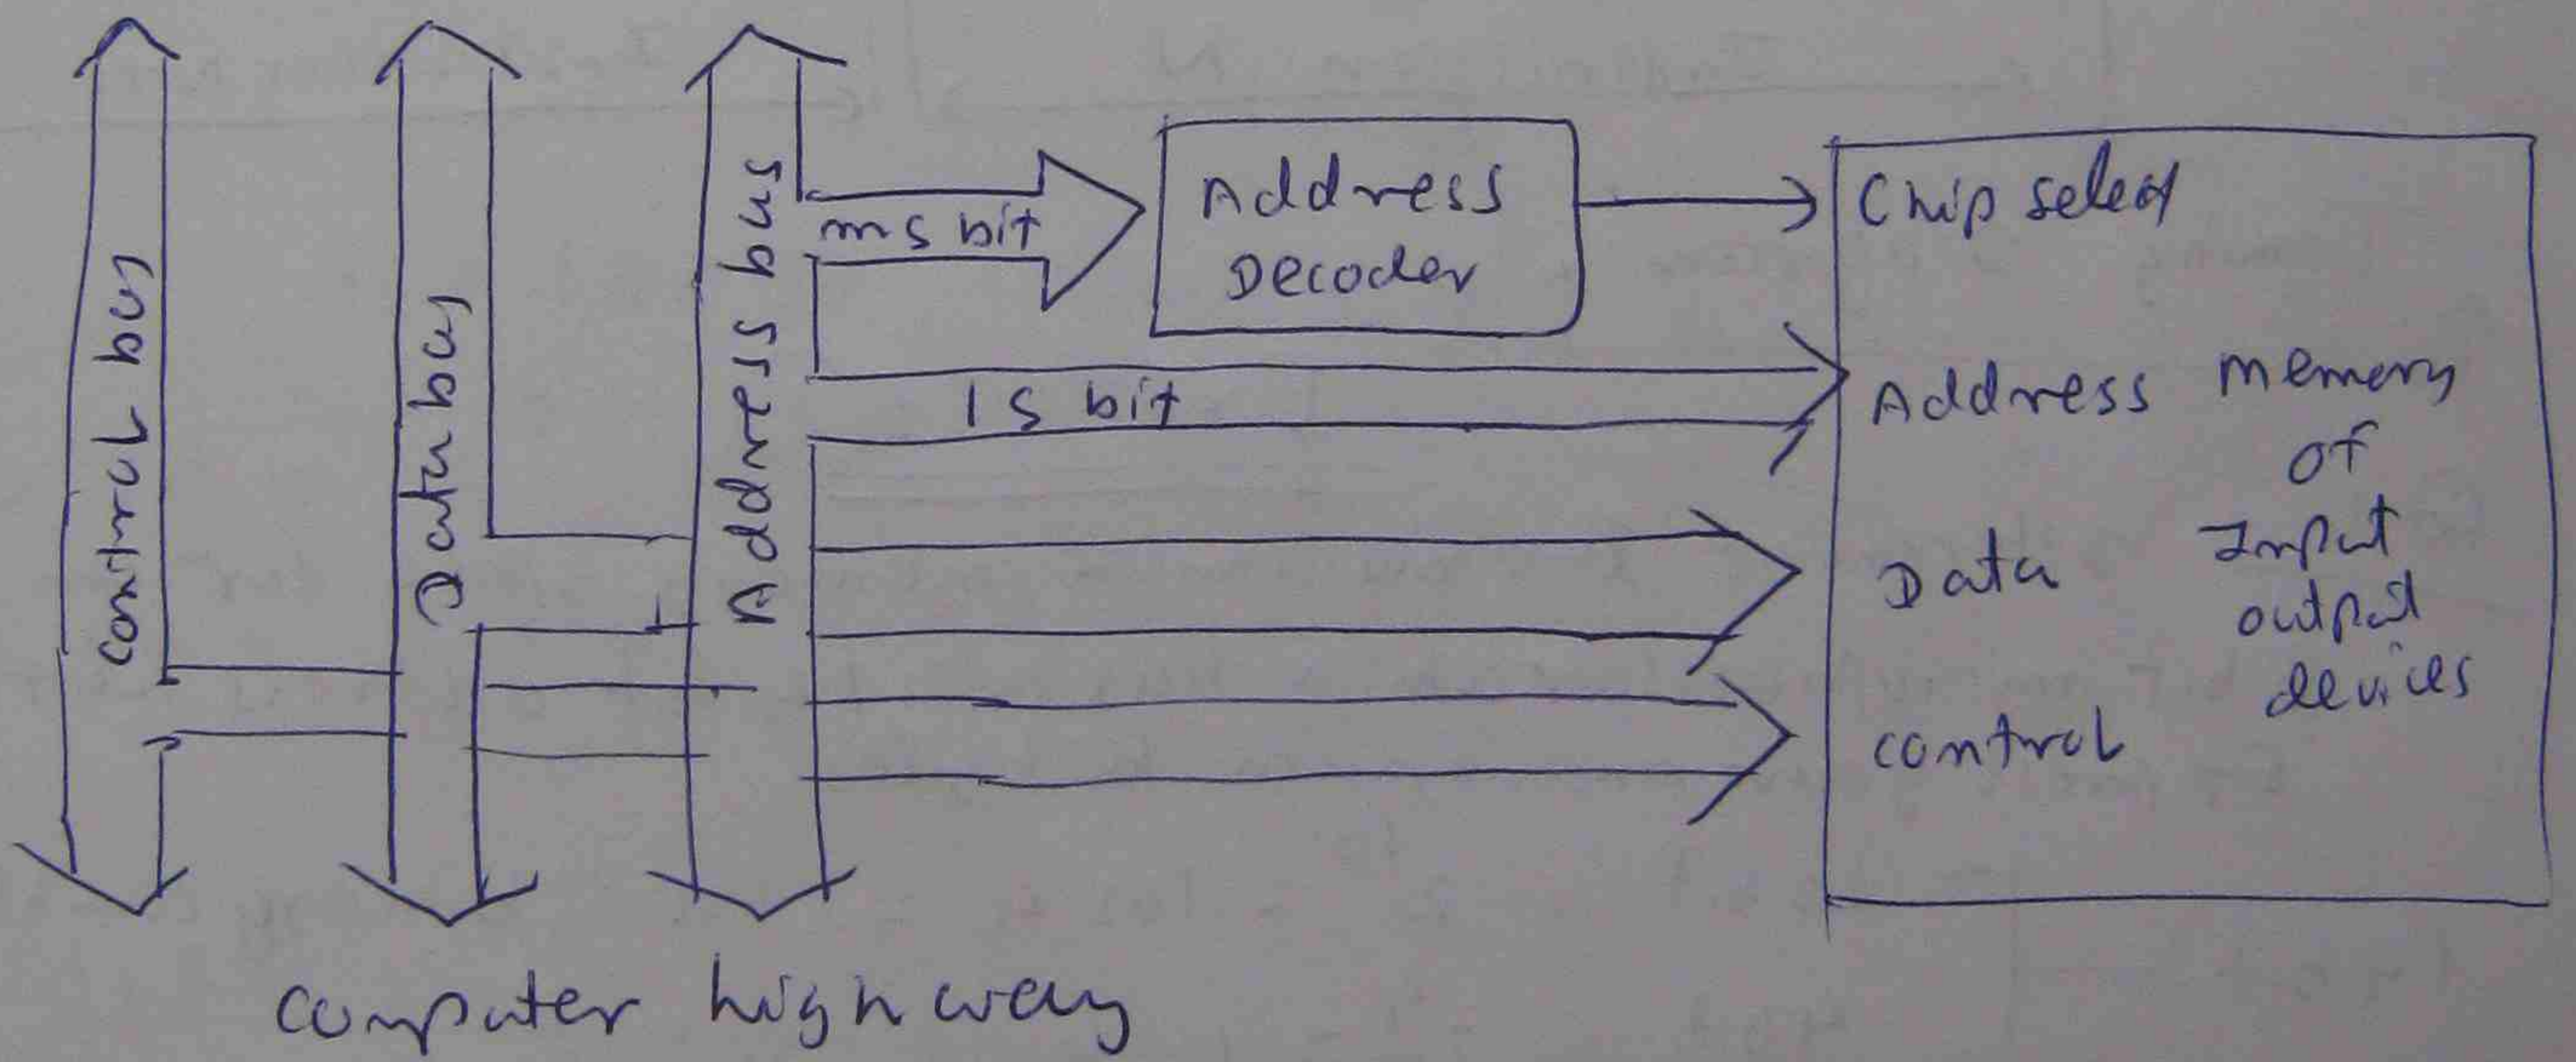 control bus
Data bus
Address bus
ms bit
Address
Decoder
Chip select
ls bit
Address
Data
control
memory
of
Input
output
devices
computer highway